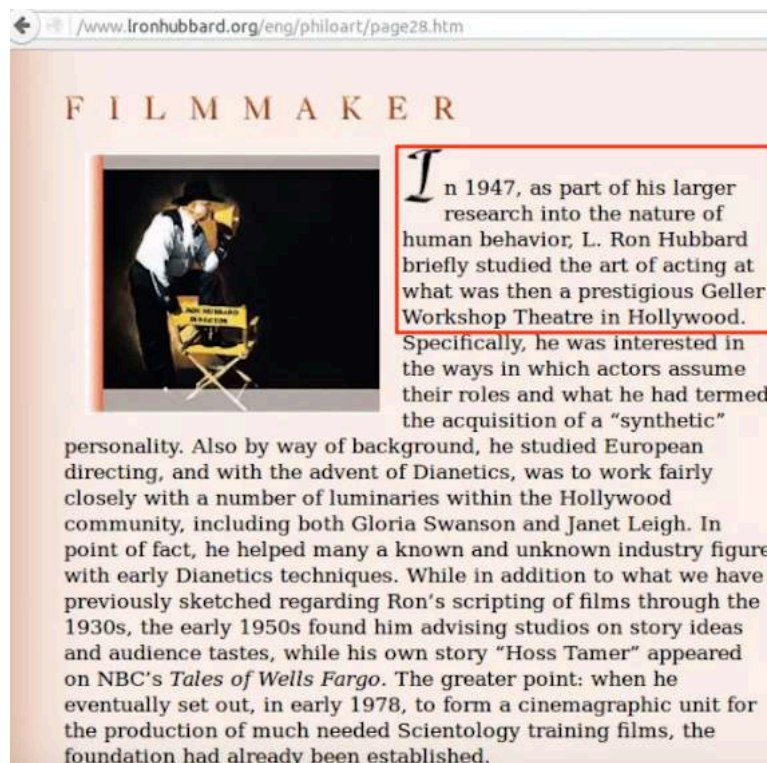 /www.lronhubbard.org/eng/philoart/page28.htm
FILMMAKER
In 1947, as part of his larger
research into the nature of
human behavior, L. Ron Hubbard
briefly studied the art of acting at
what was then a prestigious Geller
Workshop Theatre in Hollywood.
Specifically, he was interested in
the ways in which actors assume
their roles and what he had termed
the acquisition of a “synthetic”
RON HUBBARD
DIRECTOR
personality. Also by way of background, he studied European
directing, and with the advent of Dianetics, was to work fairly
closely with a number of luminaries within the Hollywood
community, including both Gloria Swanson and Janet Leigh. In
point of fact, he helped many a known and unknown industry figure
with early Dianetics techniques. While in addition to what we have
previously sketched regarding Ron’s scripting of films through the
1930s, the early 1950s found him advising studios on story ideas
and audience tastes, while his own story “Hoss Tamer” appeared
on NBC’s Tales of Wells Fargo. The greater point: when he
eventually set out, in early 1978, to form a cinemagraphic unit for
the production of much needed Scientology training films, the
foundation had already been established.